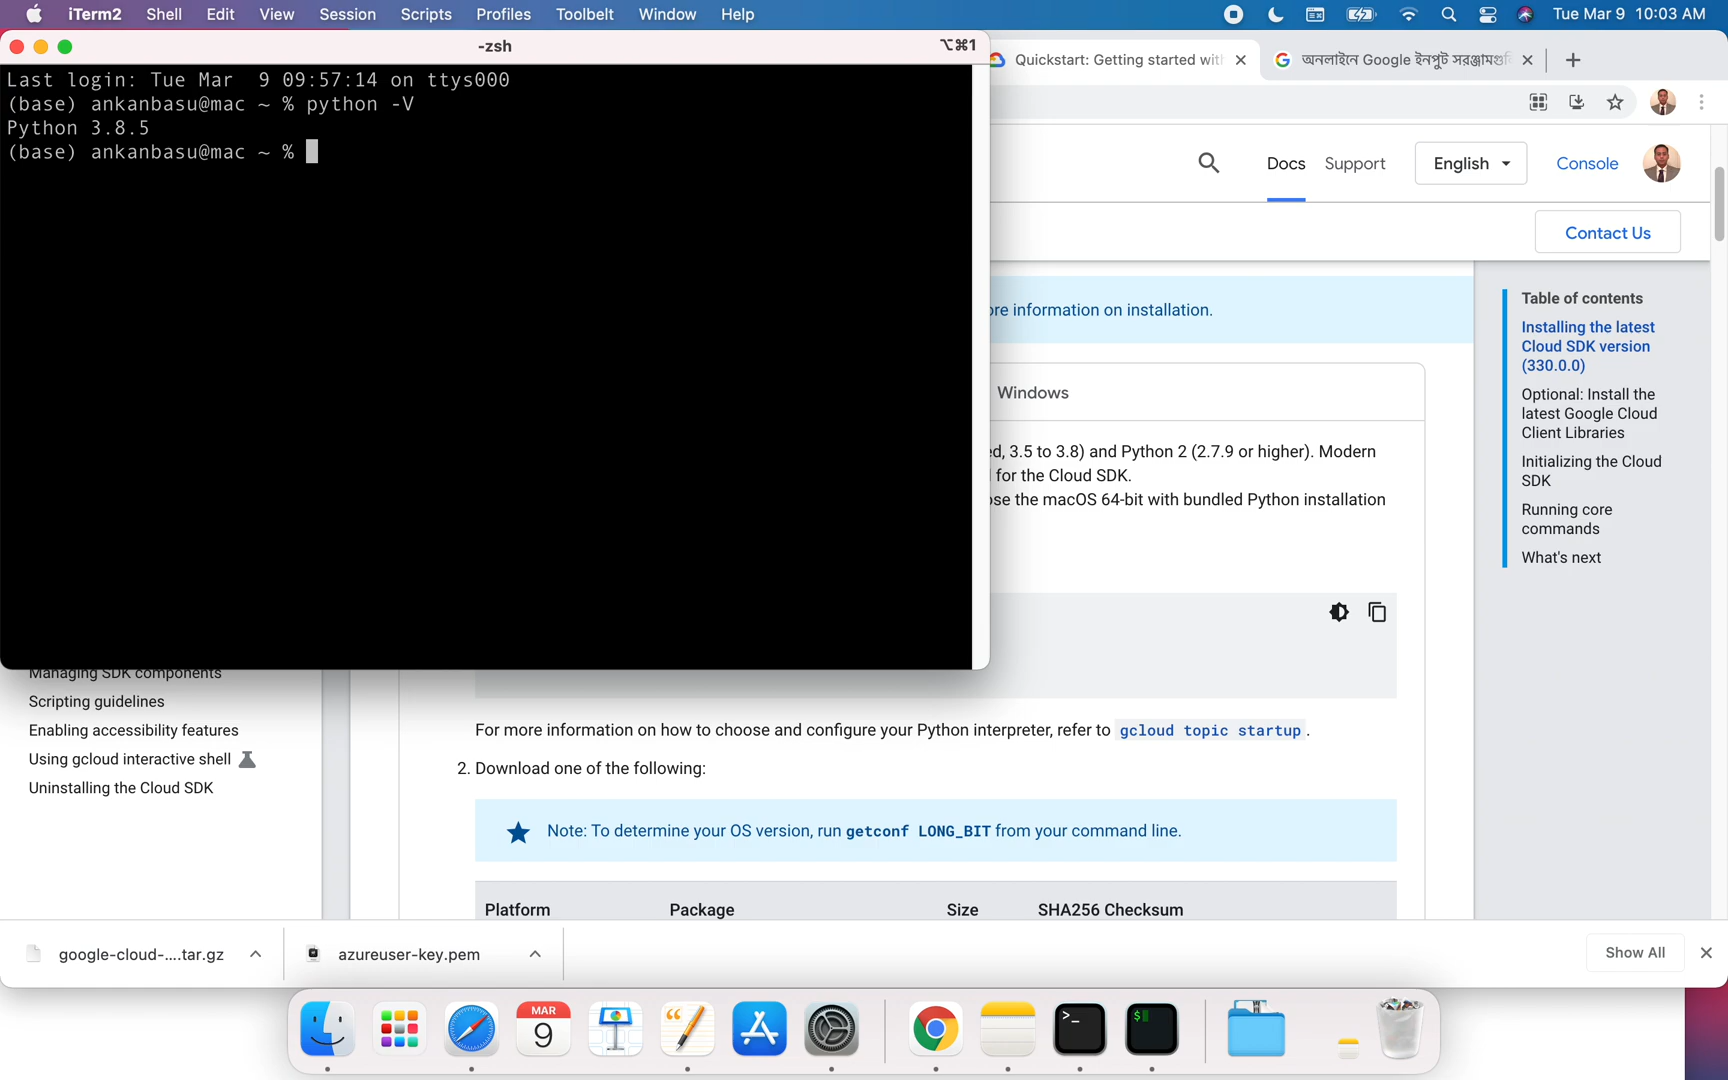 iTerm2 Shell Edit View Session Scripts Profiles Toolbelt Window Help Tue Mar 9 10:03 AM
-zsh ⌥⌘1
Quickstart: Getting started with
অনলাইনে Google ইনপুট সরঞ্জামগুলি
Last login: Tue Mar  9 09:57:14 on ttys000
(base) ankanbasu@mac ~ % python -V
Python 3.8.5
(base) ankanbasu@mac ~ %
Docs Support English Console
Contact Us
ore information on installation.
Windows
ed, 3.5 to 3.8) and Python 2 (2.7.9 or higher). Modern
for the Cloud SDK.
ose the macOS 64-bit with bundled Python installation
Table of contents
Installing the latest
Cloud SDK version
(330.0.0)
Optional: Install the
latest Google Cloud
Client Libraries
Initializing the Cloud
SDK
Running core
commands
What's next
Managing SDK components
Scripting guidelines
Enabling accessibility features
Using gcloud interactive shell
Uninstalling the Cloud SDK
For more information on how to choose and configure your Python interpreter, refer to gcloud topic startup.
2. Download one of the following:
Note: To determine your OS version, run getconf LONG_BIT from your command line.
Platform Package Size SHA256 Checksum
google-cloud-....tar.gz azureuser-key.pem Show All
MAR
9
>_
$